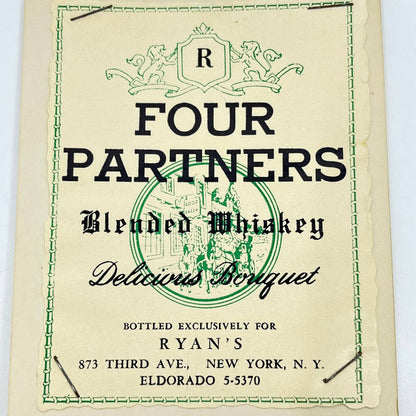 R
FOUR
PARTNERS
Blended Whiskey
Delicious Bouquet
BOTTLED EXCLUSIVELY FOR
RYAN'S
873 THIRD AVE., NEW YORK, N. Y.
ELDORADO 5-5370